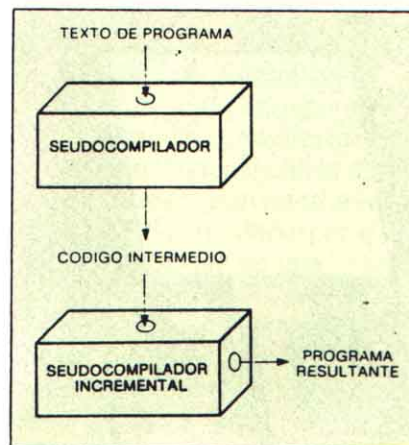 TEXTO DE PROGRAMA
SEUDOCOMPILADOR
CODIGO INTERMEDIO
SEUDOCOMPILADOR
INCREMENTAL
PROGRAMA
RESULTANTE